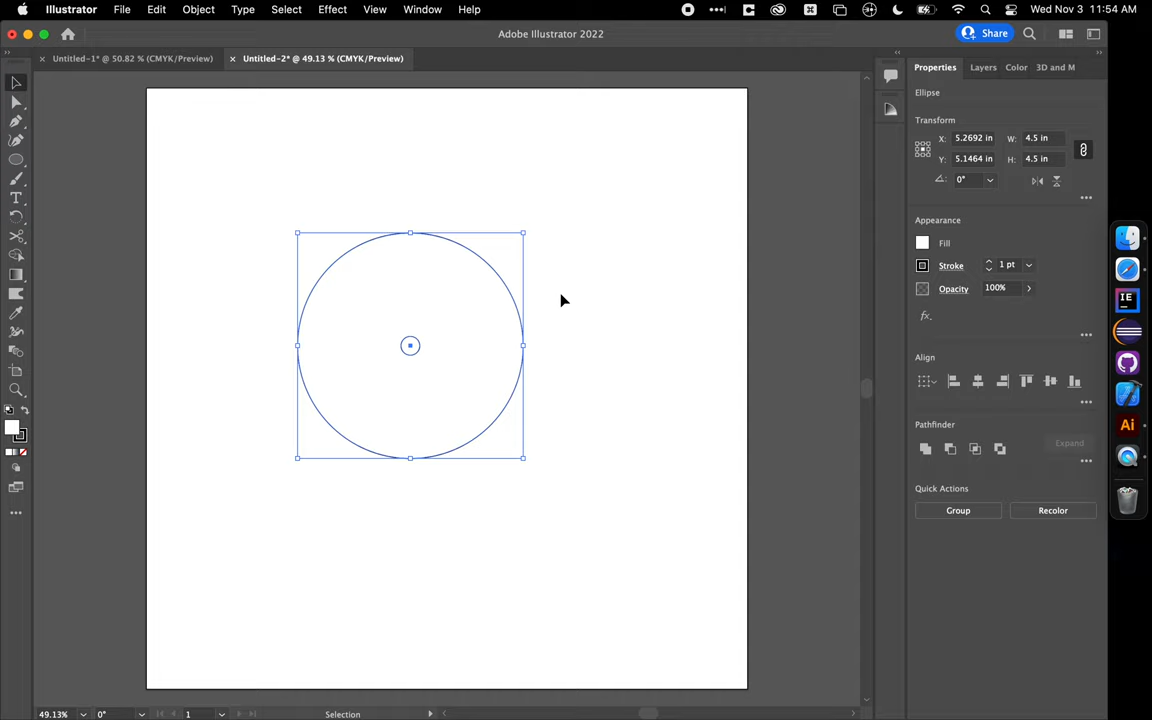 Illustrator File Edit Object Type Select Effect View Window Help Wed Nov 3 11:54 AM
Adobe Illustrator 2022 Share
× Untitled-1* @ 50.82 % (CMYK/Preview) × Untitled-2* @ 49.13 % (CMYK/Preview)
Properties Layers Color 3D and M
Ellipse
Transform
X: 5.2692 in W: 4.5 in
Y: 5.1464 in H: 4.5 in
0°
Appearance
Fill
Stroke 1 pt
Opacity 100%
fx.
Align
Pathfinder
Expand
Quick Actions
Group Recolor
T
IE
Ai
49.13% 0° 1 Selection